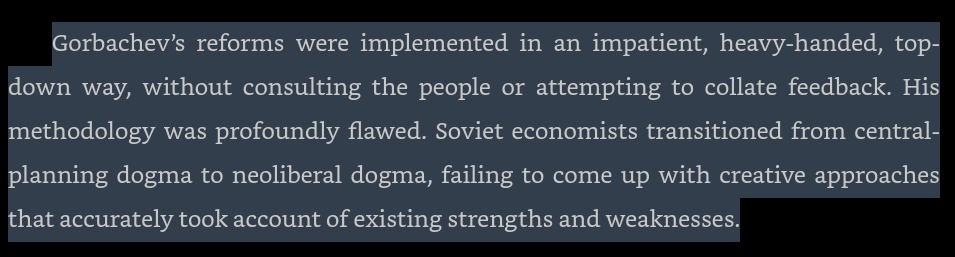 Gorbachev’s reforms were implemented in an impatient, heavy-handed, top-
down way, without consulting the people or attempting to collate feedback. His
methodology was profoundly flawed. Soviet economists transitioned from central-
planning dogma to neoliberal dogma, failing to come up with creative approaches
that accurately took account of existing strengths and weaknesses.